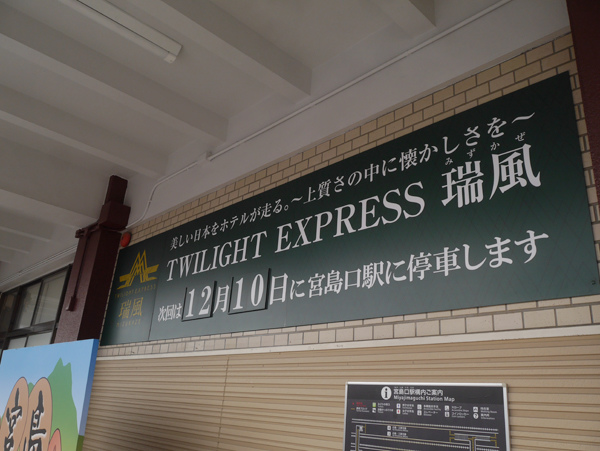 美しい日本をホテルが走る。～上質さの中に懐かしさを～
TWILIGHT EXPRESS 瑞風
みずかぜ
次回は12月10日に宮島口駅に停車します
瑞風
宮島口駅構内ご案内
Miyajimaguchi Station Map
宮島